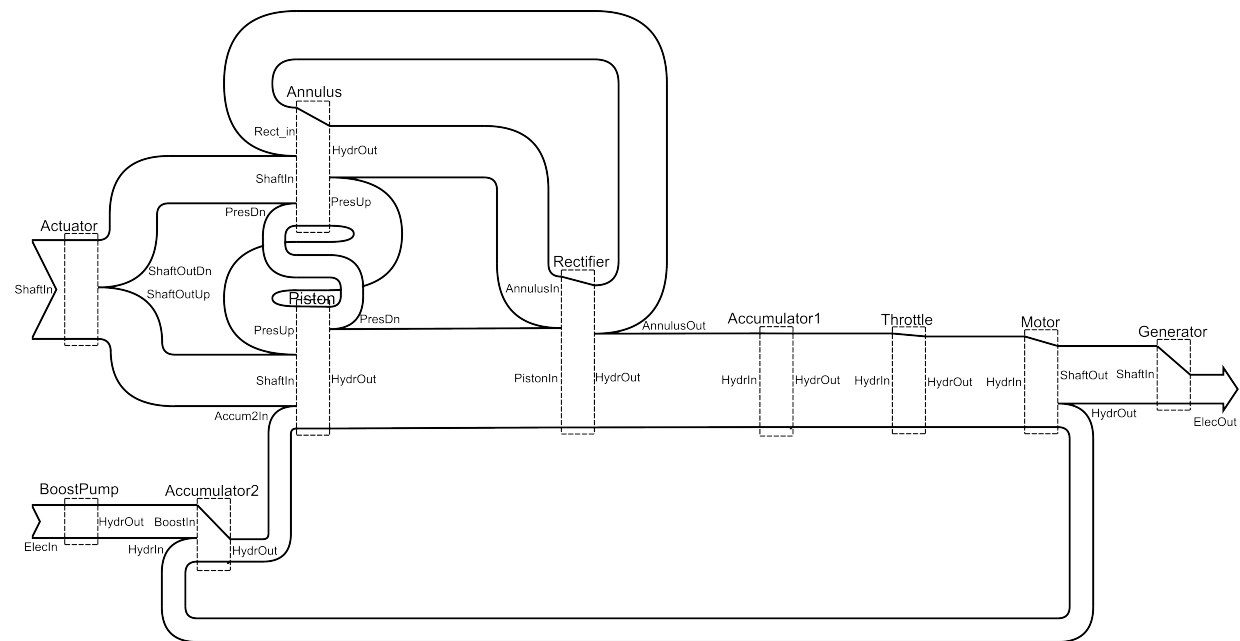 Annulus
Rect_in
HydrOut
ShaftIn
PresUp
PresDn
Actuator
ShaftIn
ShaftOutDn
ShaftOutUp
Piston
PresUp
PresDn
ShaftIn
HydrOut
Accum2In
Rectifier
AnnulusIn
AnnulusOut
PistonIn
HydrOut
Accumulator1
HydrIn
HydrOut
Throttle
HydrIn
HydrOut
Motor
HydrIn
ShaftOut
HydrOut
Generator
ShaftIn
ElecOut
BoostPump
HydrOut
ElecIn
Accumulator2
BoostIn
HydrIn
HydrOut